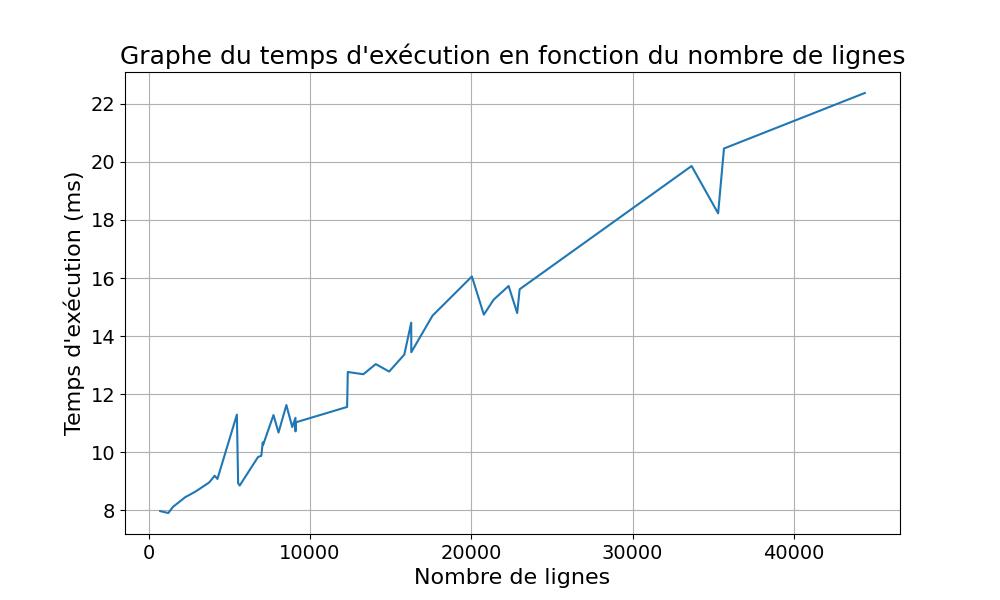 Graphe du temps d'exécution en fonction du nombre de lignes
Temps d'exécution (ms)
22
20
18
16
14
12
10
8
0 10000 20000 30000 40000
Nombre de lignes